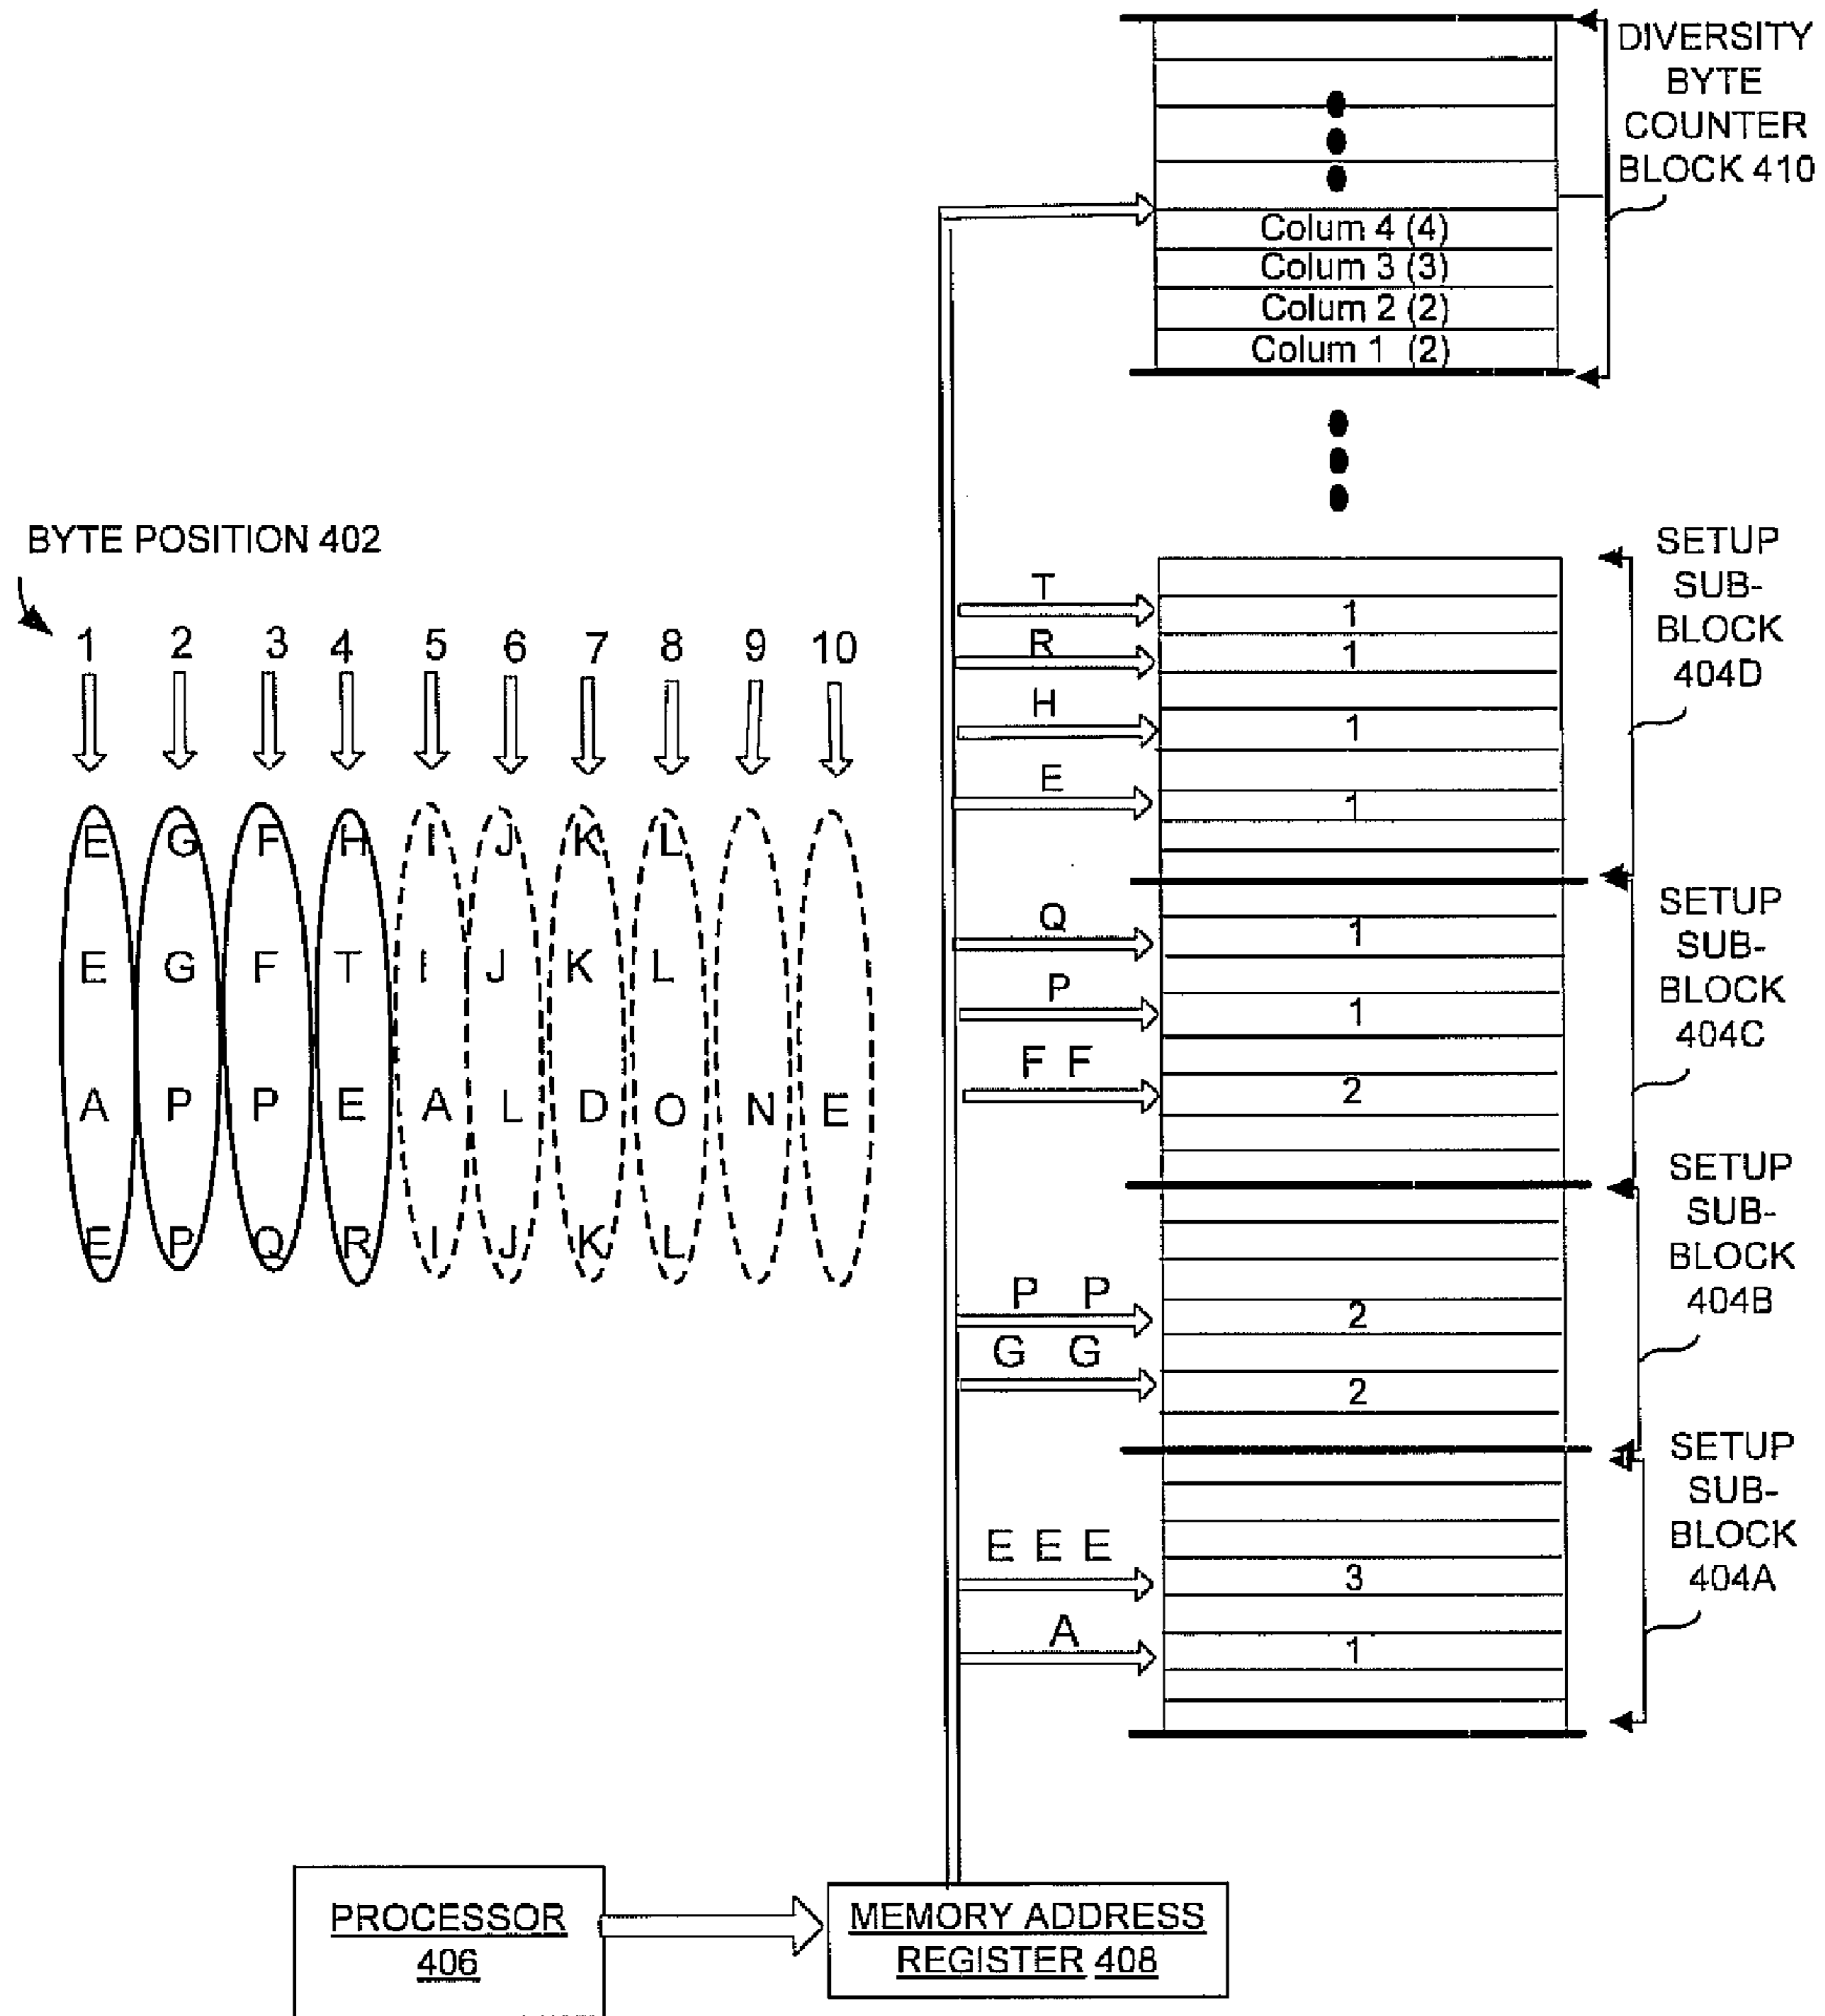 DIVERSITY
BYTE
COUNTER
BLOCK 410
Colum 4 (4)
Colum 3 (3)
Colum 2 (2)
Colum 1 (2)
BYTE POSITION 402
1 2 3 4 5 6 7 8 9 10
E G F H I J K L
E G F T I J K L
A P P E A L D O N E
E P Q R I J K L
T
1
R
1
H
1
E
1
SETUP
SUB-
BLOCK
404D
Q
1
P
1
F F
2
SETUP
SUB-
BLOCK
404C
P P
2
G G
2
SETUP
SUB-
BLOCK
404B
E E E
3
A
1
SETUP
SUB-
BLOCK
404A
PROCESSOR
406
MEMORY ADDRESS
REGISTER 408